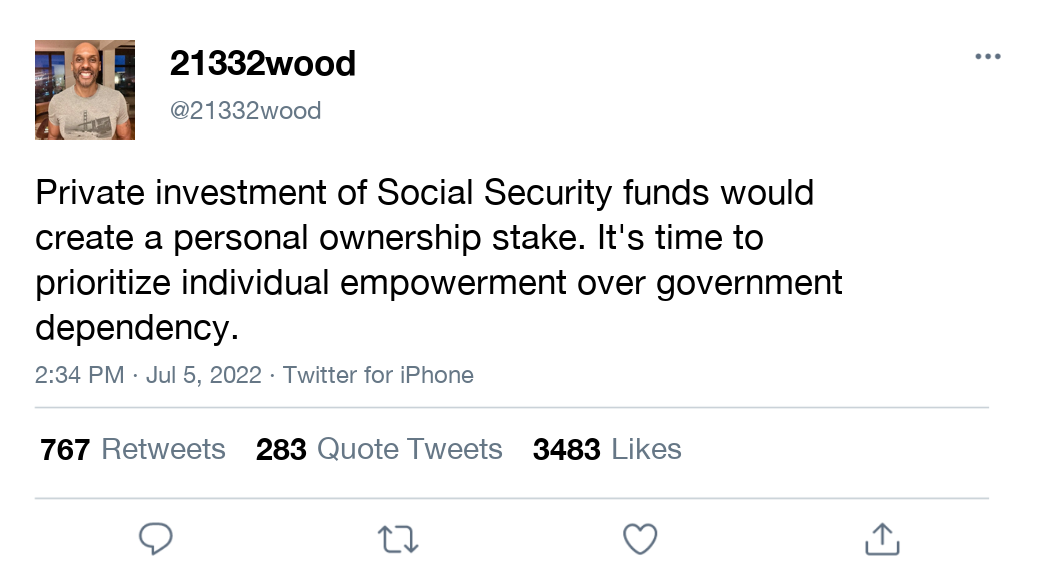 21332wood
@21332wood
Private investment of Social Security funds would
create a personal ownership stake. It's time to
prioritize individual empowerment over government
dependency.
2:34 PM · Jul 5, 2022 · Twitter for iPhone
767 Retweets 283 Quote Tweets 3483 Likes